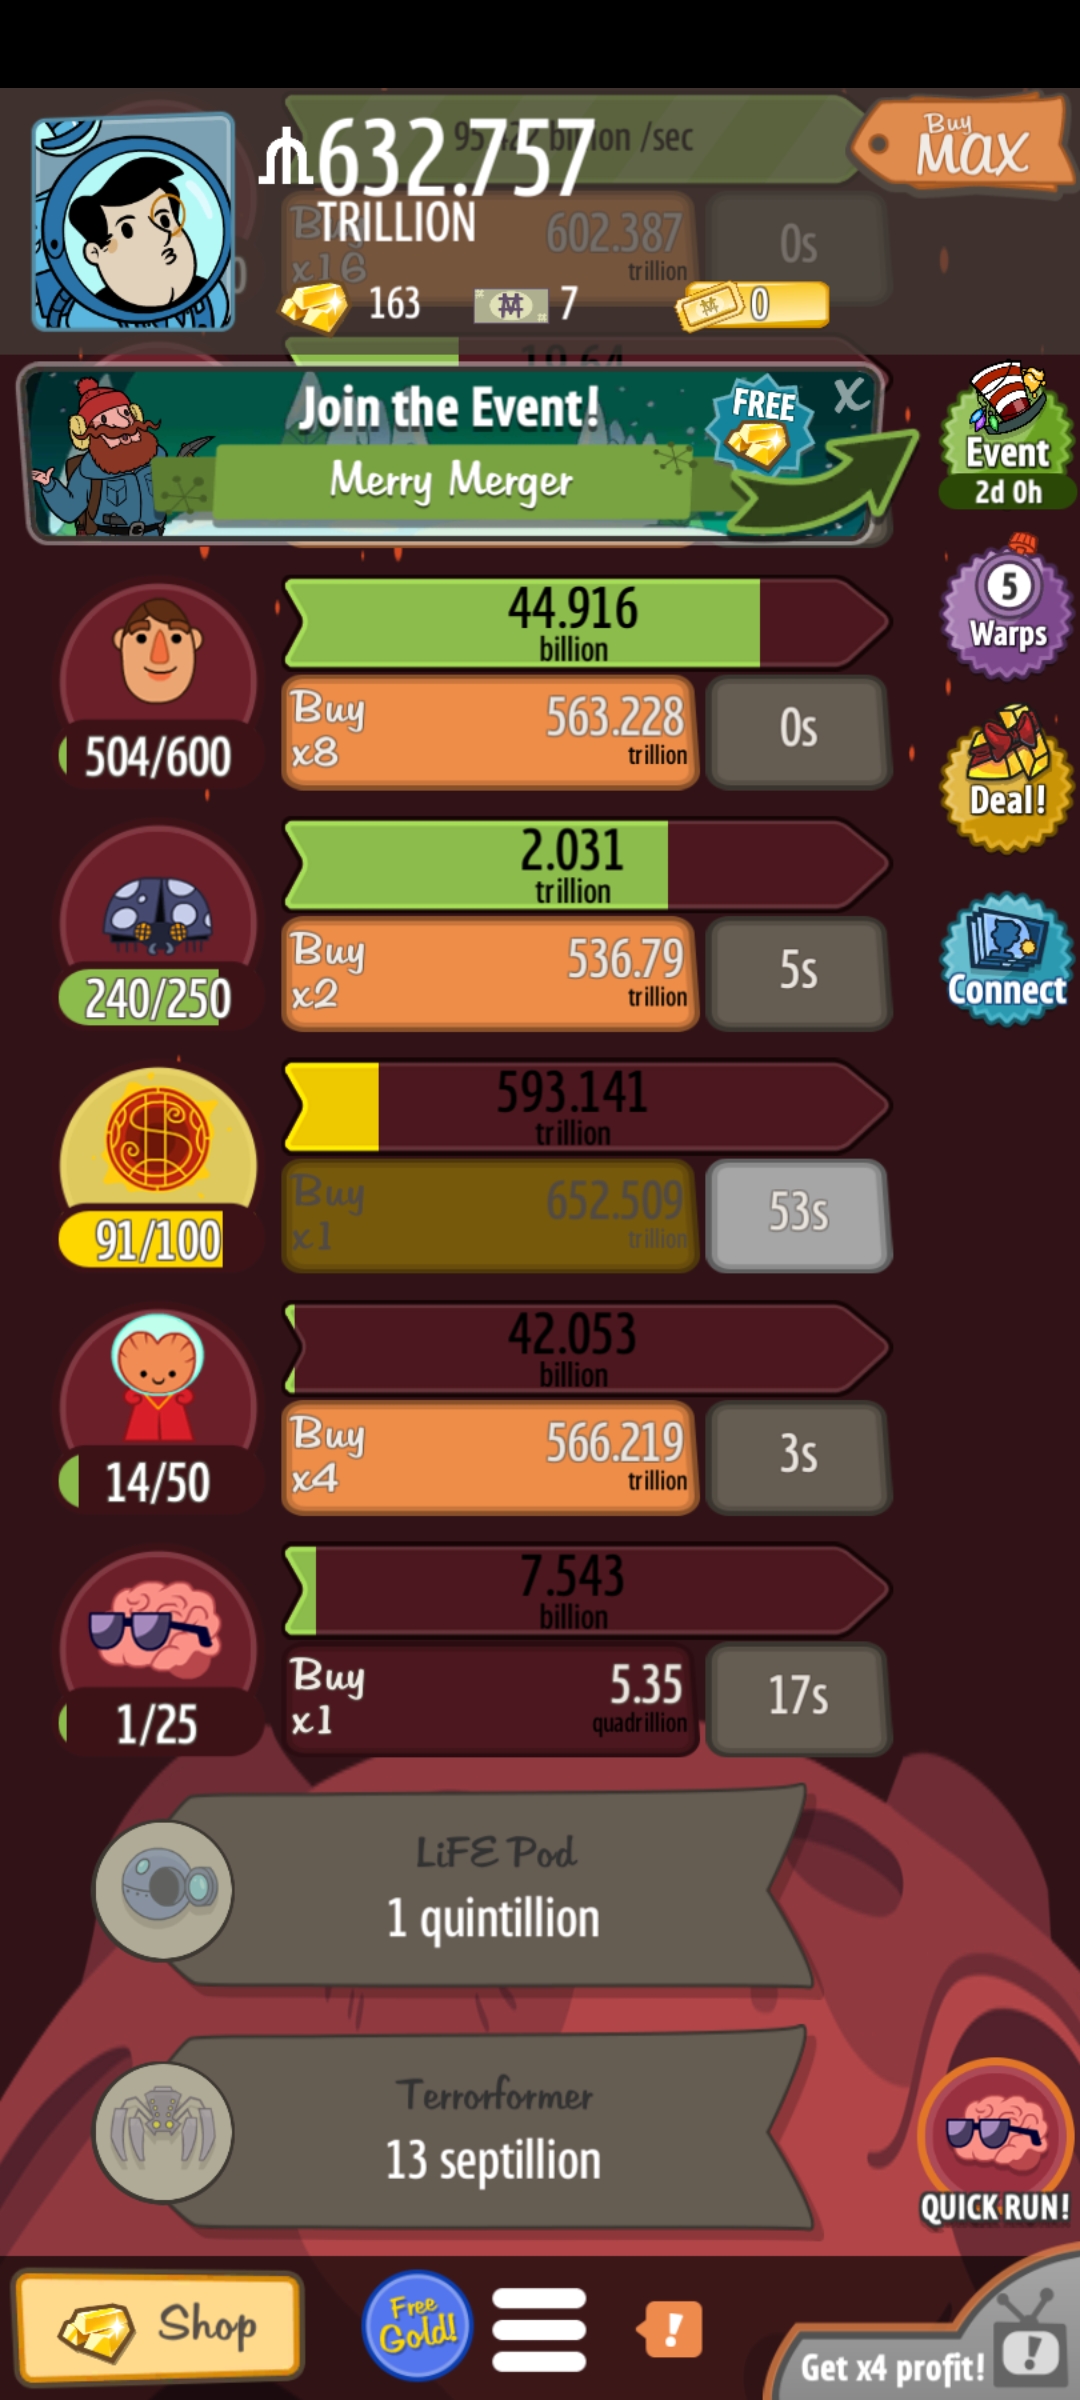 632.757
TRILLION
Buy
MAX
billion /sec
602.387
trillion
x16
0s
163
7
0
Join the Event!
FREE
X
Merry Merger
Event
2d 0h
44.916
billion
Buy
x8
563.228
trillion
0s
504/600
5
Warps
2.031
trillion
Buy
x2
536.79
trillion
5s
240/250
Deal!
Connect
593.141
trillion
Buy
x1
652.509
trillion
53s
91/100
42.053
billion
Buy
x4
566.219
trillion
3s
14/50
7.543
billion
Buy
x1
5.35
quadrillion
17s
1/25
LiFE Pod
1 quintillion
Terrorformer
13 septillion
QUICK RUN!
Shop
Free
Gold!
!
Get x4 profit!
!